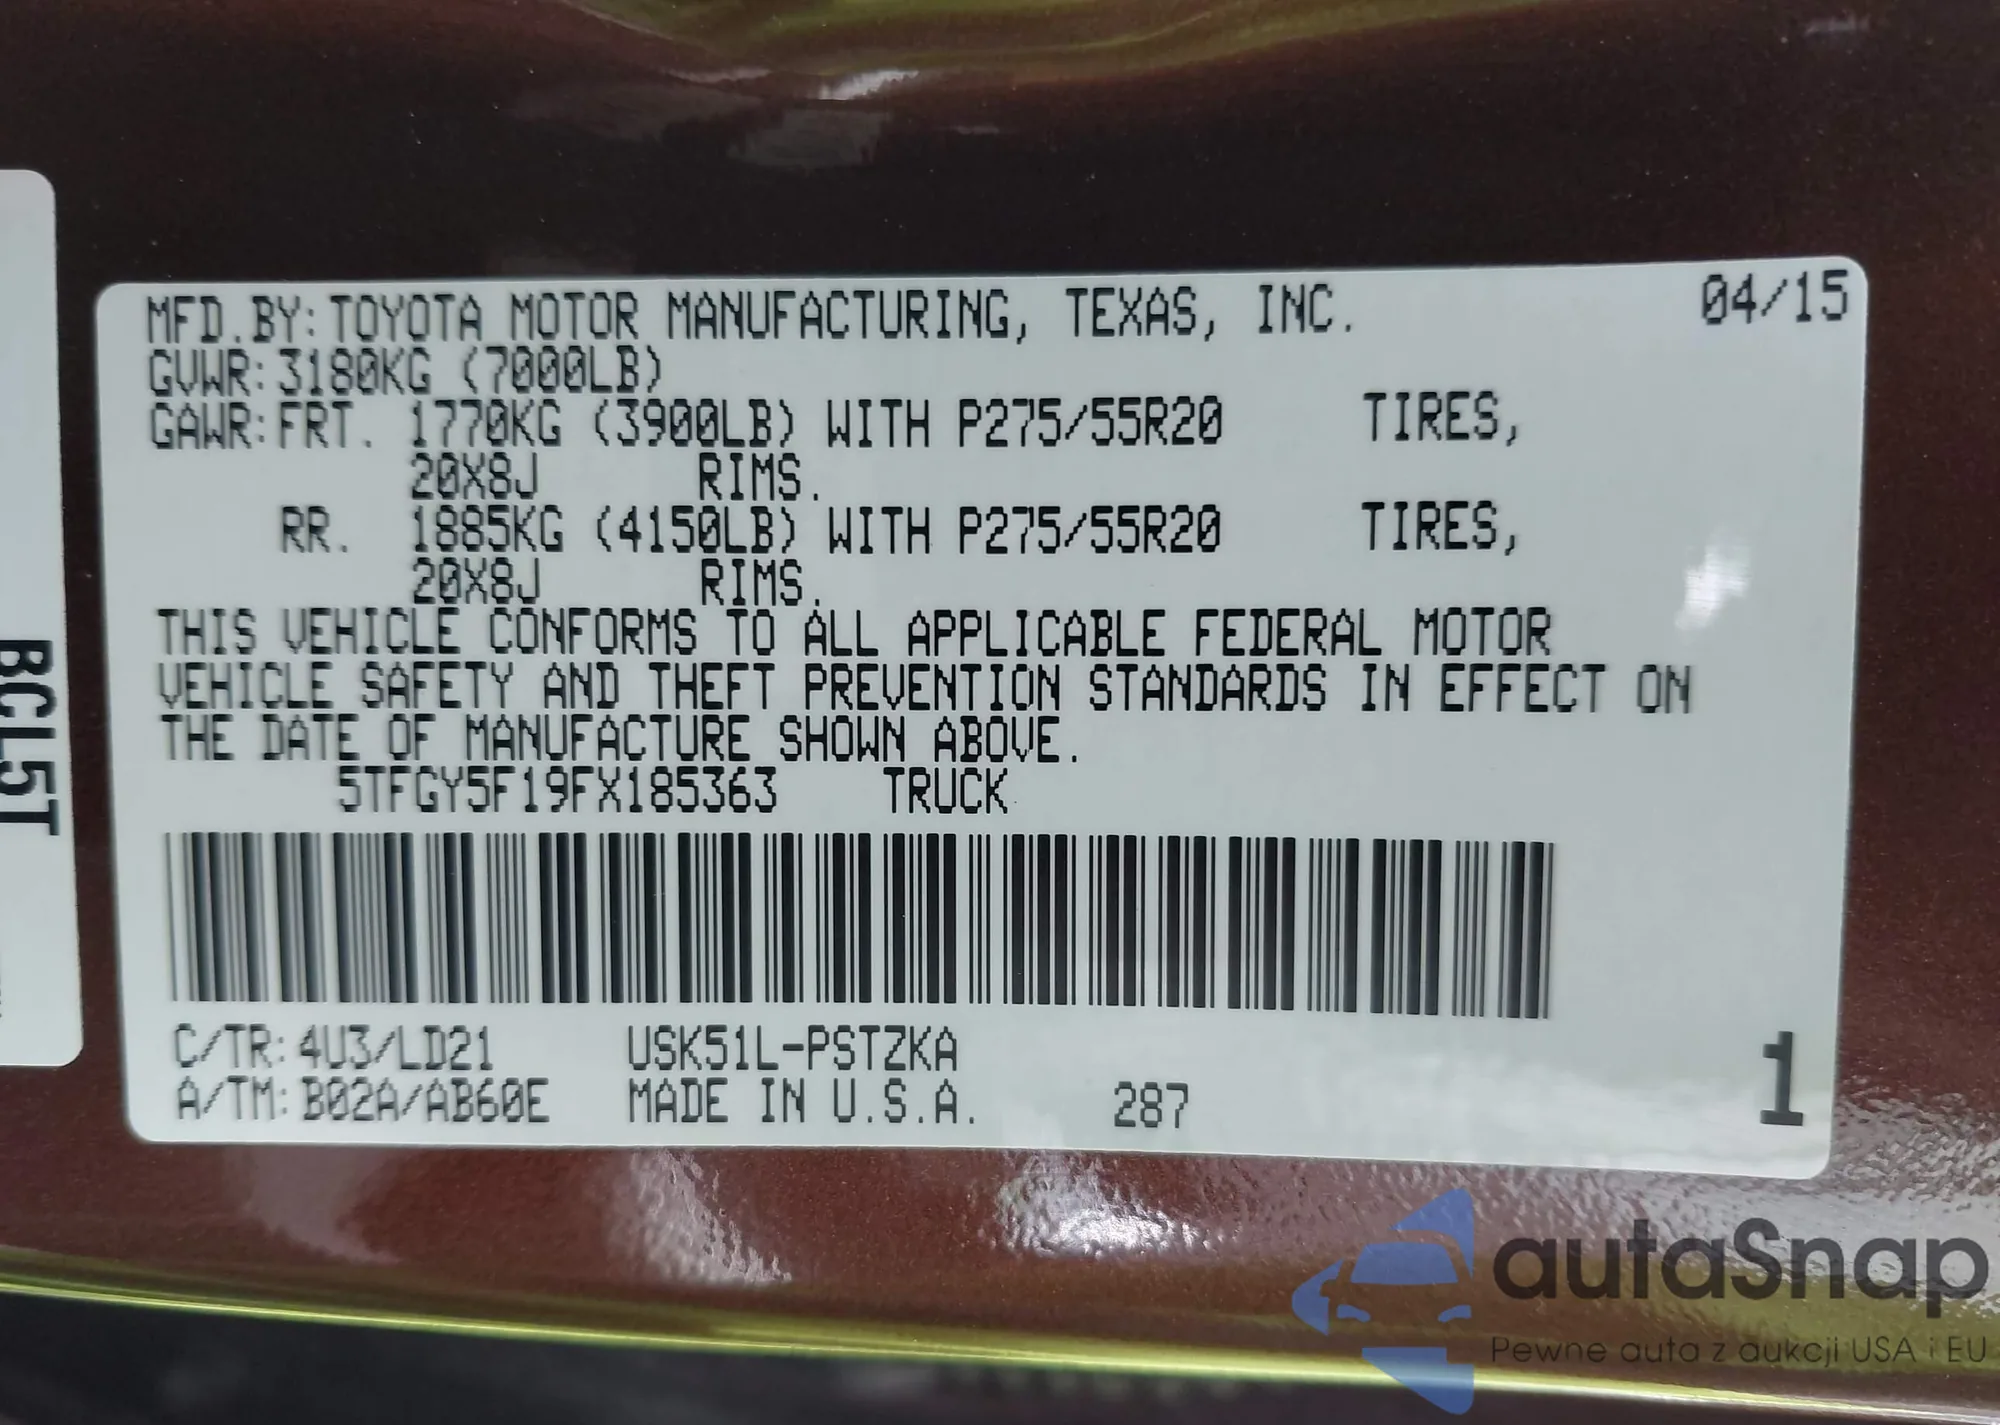 MFD.BY: TOYOTA MOTOR MANUFACTURING, TEXAS, INC. 04/15
GVWR: 3180KG (7000LB)
GAWR: FRT. 1770KG (3900LB) WITH P275/55R20 TIRES,
20X8J RIMS.
RR. 1885KG (4150LB) WITH P275/55R20 TIRES,
20X8J RIMS.
THIS VEHICLE CONFORMS TO ALL APPLICABLE FEDERAL MOTOR
VEHICLE SAFETY AND THEFT PREVENTION STANDARDS IN EFFECT ON
THE DATE OF MANUFACTURE SHOWN ABOVE.
5TFGY5F19FX185363 TRUCK
C/TR: 4U3/LD21 USK51L-PSTZKA
A/TM: B02A/AB60E MADE IN U.S.A. 287 1
BCL5T
autaSnap
Pewne auta z aukcji USA i EU